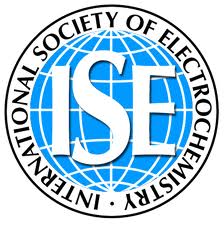 INTERNATIONAL SOCIETY OF ELECTROCHEMISTRY ·
ISE